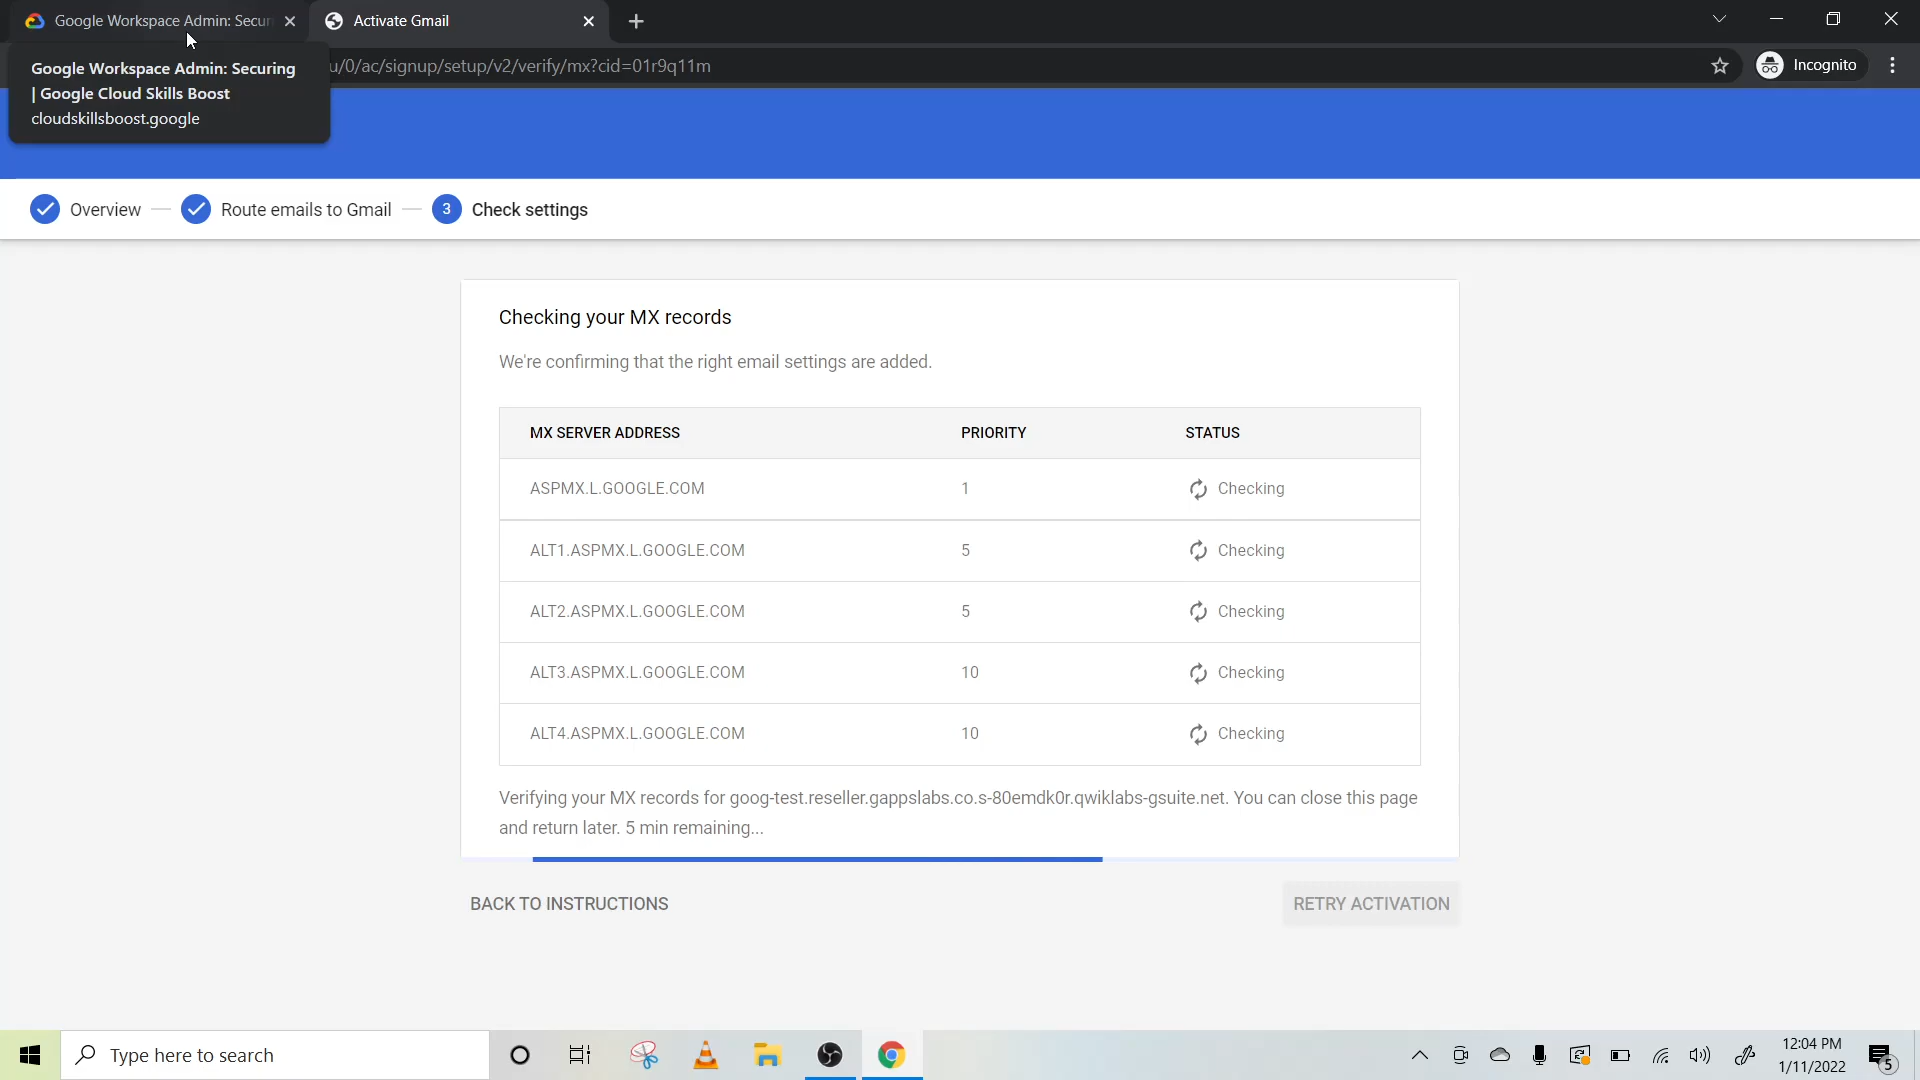 Google Workspace Admin: Secur
Activate Gmail
Google Workspace Admin: Securing
| Google Cloud Skills Boost
cloudskillsboost.google
u/0/ac/signup/setup/v2/verify/mx?cid=01r9q11m
Incognito
Overview
Route emails to Gmail
3 Check settings
Checking your MX records
We're confirming that the right email settings are added.
MX SERVER ADDRESS PRIORITY STATUS
ASPMX.L.GOOGLE.COM 1 Checking
ALT1.ASPMX.L.GOOGLE.COM 5 Checking
ALT2.ASPMX.L.GOOGLE.COM 5 Checking
ALT3.ASPMX.L.GOOGLE.COM 10 Checking
ALT4.ASPMX.L.GOOGLE.COM 10 Checking
Verifying your MX records for goog-test.reseller.gappslabs.co.s-80emdk0r.qwiklabs-gsuite.net. You can close this page
and return later. 5 min remaining...
BACK TO INSTRUCTIONS
RETRY ACTIVATION
Type here to search
12:04 PM
1/11/2022
5